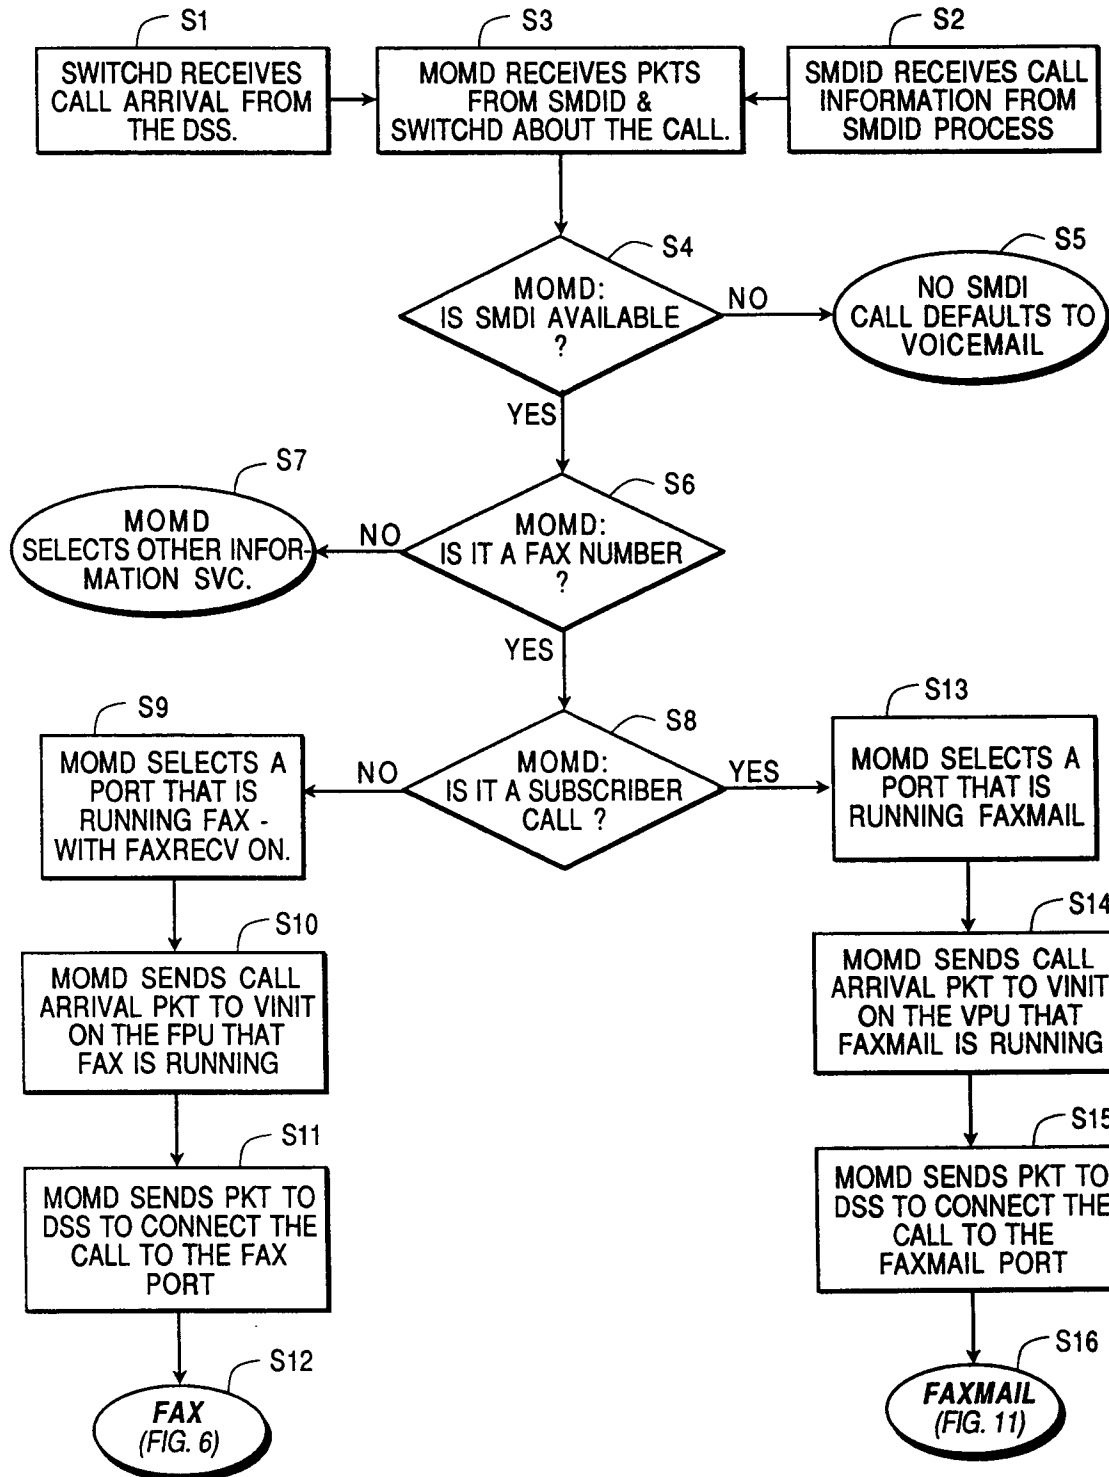 S1
SWITCHD RECEIVES
CALL ARRIVAL FROM
THE DSS.
S3
MOMD RECEIVES PKTS
FROM SMDID &
SWITCHD ABOUT THE CALL.
S2
SMDID RECEIVES CALL
INFORMATION FROM
SMDID PROCESS
S4
MOMD:
IS SMDI AVAILABLE
?
NO
S5
NO SMDI
CALL DEFAULTS TO
VOICEMAIL
YES
S6
MOMD:
IS IT A FAX NUMBER
?
NO
S7
MOMD
SELECTS OTHER INFOR-
MATION SVC.
YES
S8
MOMD:
IS IT A SUBSCRIBER
CALL ?
NO
YES
S9
MOMD SELECTS A
PORT THAT IS
RUNNING FAX -
WITH FAXRECV ON.
S10
MOMD SENDS CALL
ARRIVAL PKT TO VINIT
ON THE FPU THAT
FAX IS RUNNING
S11
MOMD SENDS PKT TO
DSS TO CONNECT THE
CALL TO THE FAX
PORT
S12
FAX
(FIG. 6)
S13
MOMD SELECTS A
PORT THAT IS
RUNNING FAXMAIL
S14
MOMD SENDS CALL
ARRIVAL PKT TO VINIT
ON THE VPU THAT
FAXMAIL IS RUNNING
S15
MOMD SENDS PKT TO
DSS TO CONNECT THE
CALL TO THE
FAXMAIL PORT
S16
FAXMAIL
(FIG. 11)